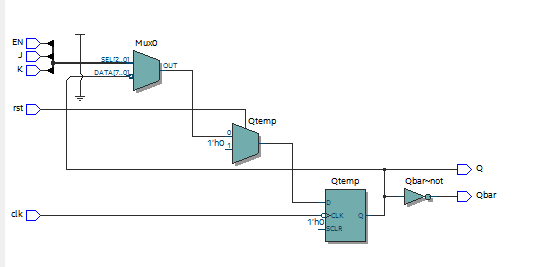 EN
J
K
Mux0
SEL[2..0]
DATA[7..0]
OUT
rst
Qtemp
0
1'h0 1
Qtemp
Qbar~not
Q
Qbar
D
clk
CLK
Q
1'h0
SCLR